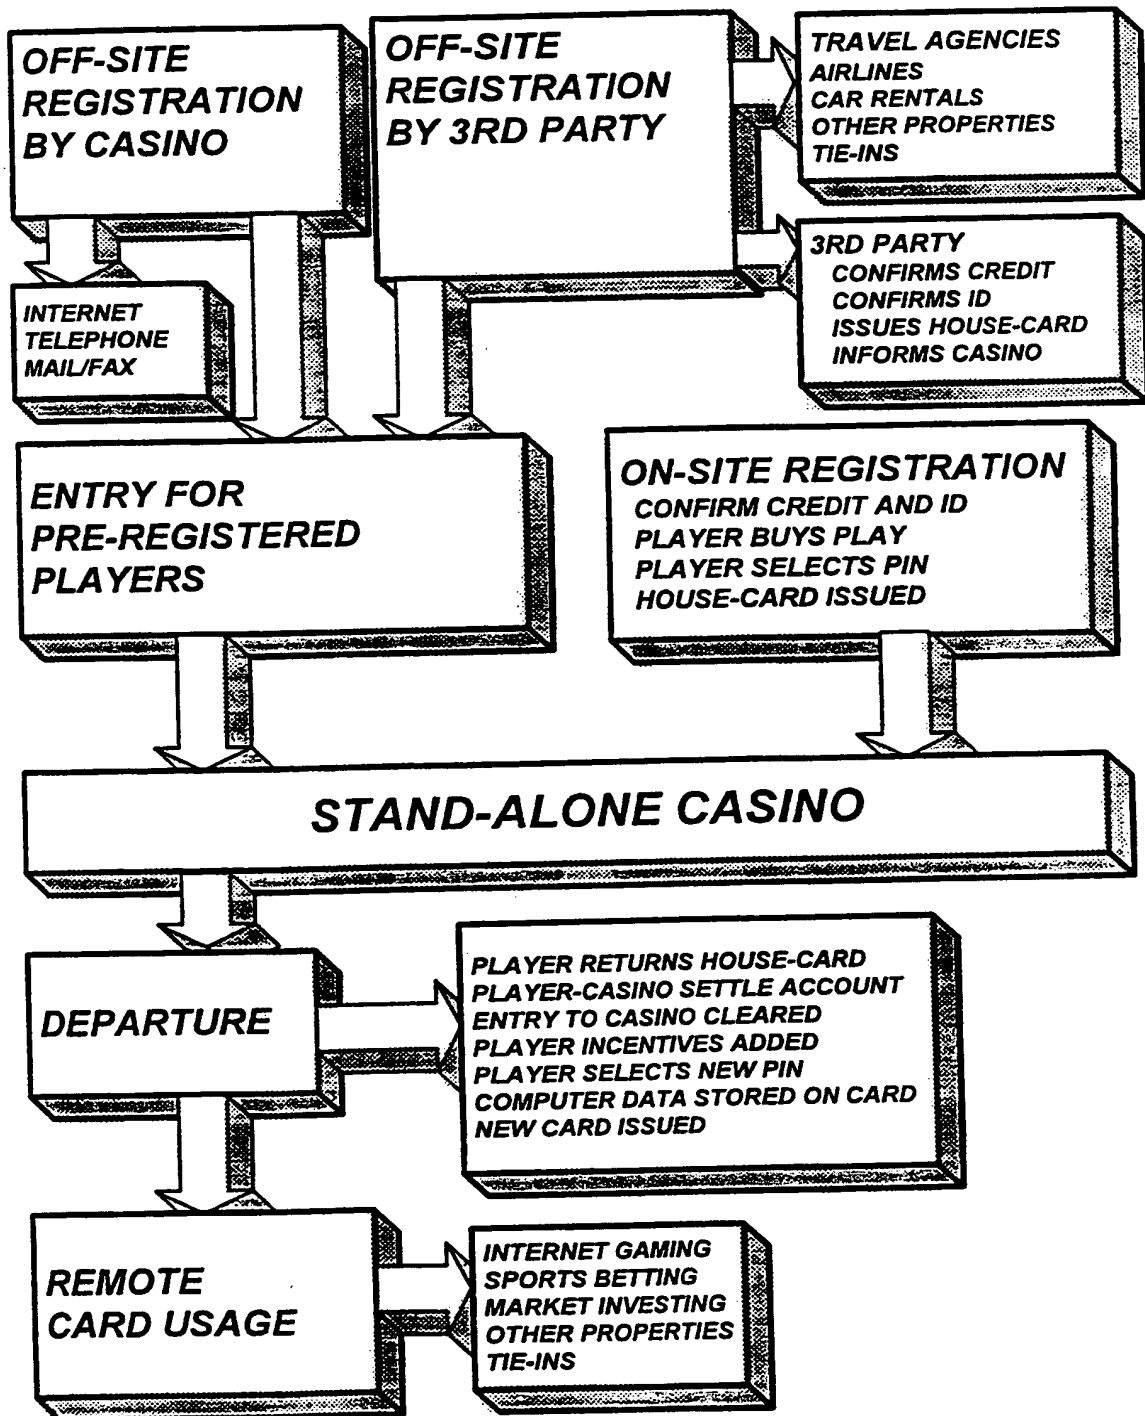 OFF-SITE
REGISTRATION
BY CASINO
OFF-SITE
REGISTRATION
BY 3RD PARTY
TRAVEL AGENCIES
AIRLINES
CAR RENTALS
OTHER PROPERTIES
TIE-INS
3RD PARTY
CONFIRMS CREDIT
CONFIRMS ID
ISSUES HOUSE-CARD
INFORMS CASINO
INTERNET
TELEPHONE
MAIL/FAX
ENTRY FOR
PRE-REGISTERED
PLAYERS
ON-SITE REGISTRATION
CONFIRM CREDIT AND ID
PLAYER BUYS PLAY
PLAYER SELECTS PIN
HOUSE-CARD ISSUED
STAND-ALONE CASINO
DEPARTURE
PLAYER RETURNS HOUSE-CARD
PLAYER-CASINO SETTLE ACCOUNT
ENTRY TO CASINO CLEARED
PLAYER INCENTIVES ADDED
PLAYER SELECTS NEW PIN
COMPUTER DATA STORED ON CARD
NEW CARD ISSUED
REMOTE
CARD USAGE
INTERNET GAMING
SPORTS BETTING
MARKET INVESTING
OTHER PROPERTIES
TIE-INS